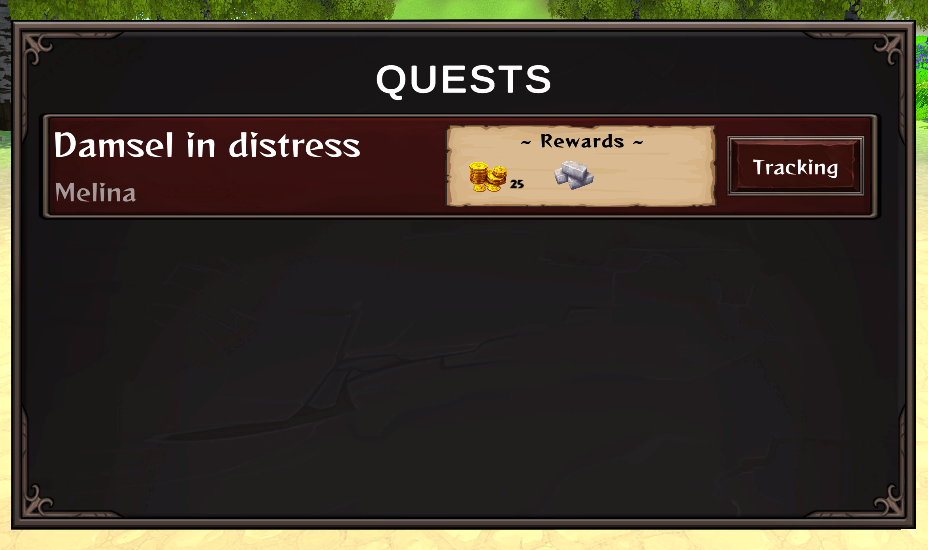 QUESTS
Damsel in distress
Melina
~ Rewards ~
25
Tracking